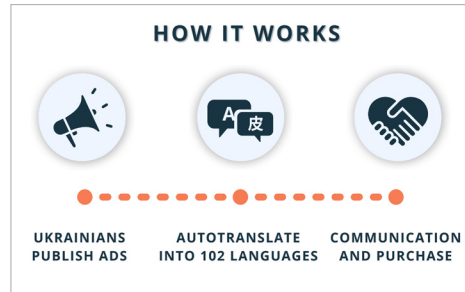 HOW IT WORKS
A
皮
UKRAINIANS
PUBLISH ADS
AUTOTRANSLATE
INTO 102 LANGUAGES
COMMUNICATION
AND PURCHASE